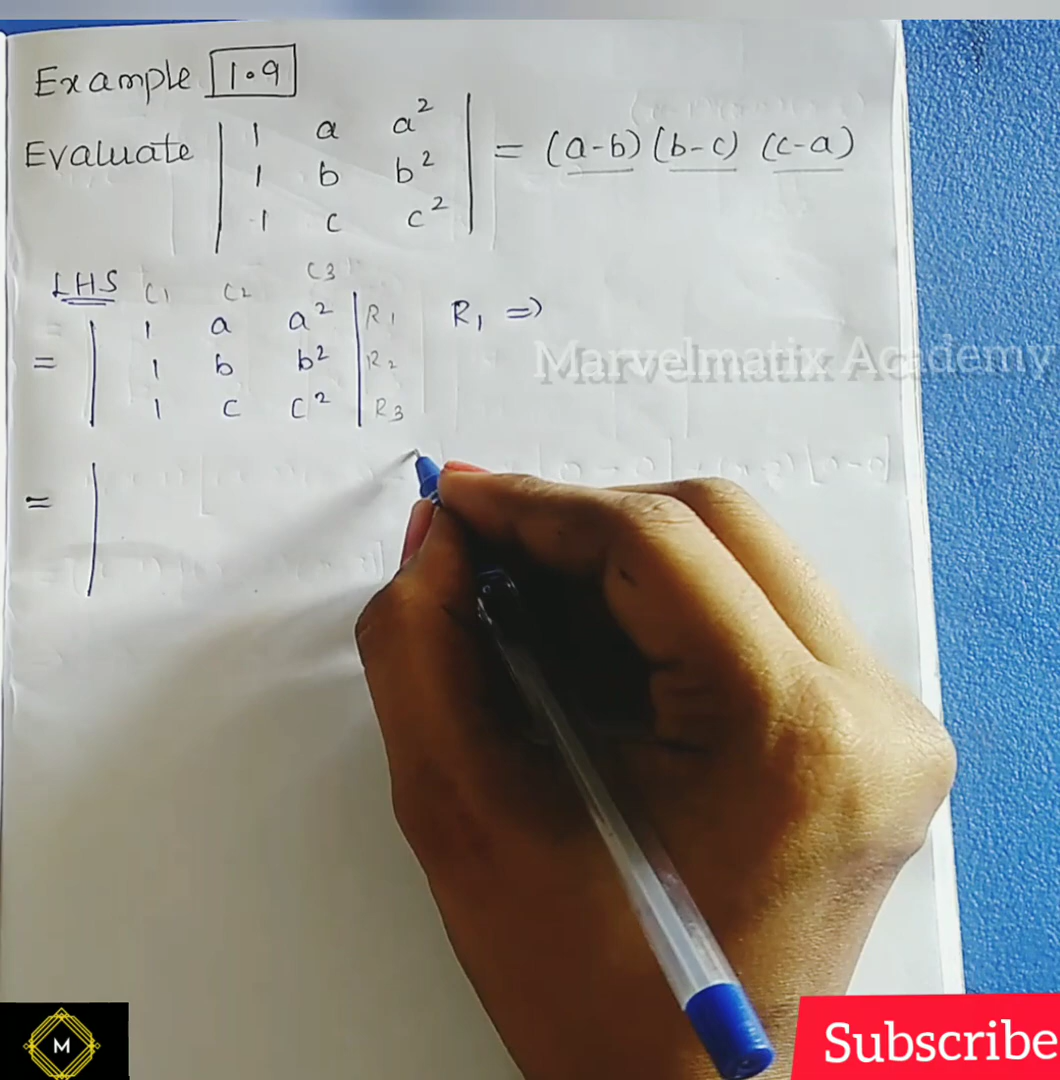 Example 1.9
Evaluate | 1 a a² | = (a-b) (b-c) (c-a)
| 1 b b² |
| 1 c c² |
LHS C1 C2 C3
= | 1 a a² | R1 R1 ⇒
| 1 b b² | R2
| 1 c c² | R3
Marvelmatix Academy
= |
M
Subscribe